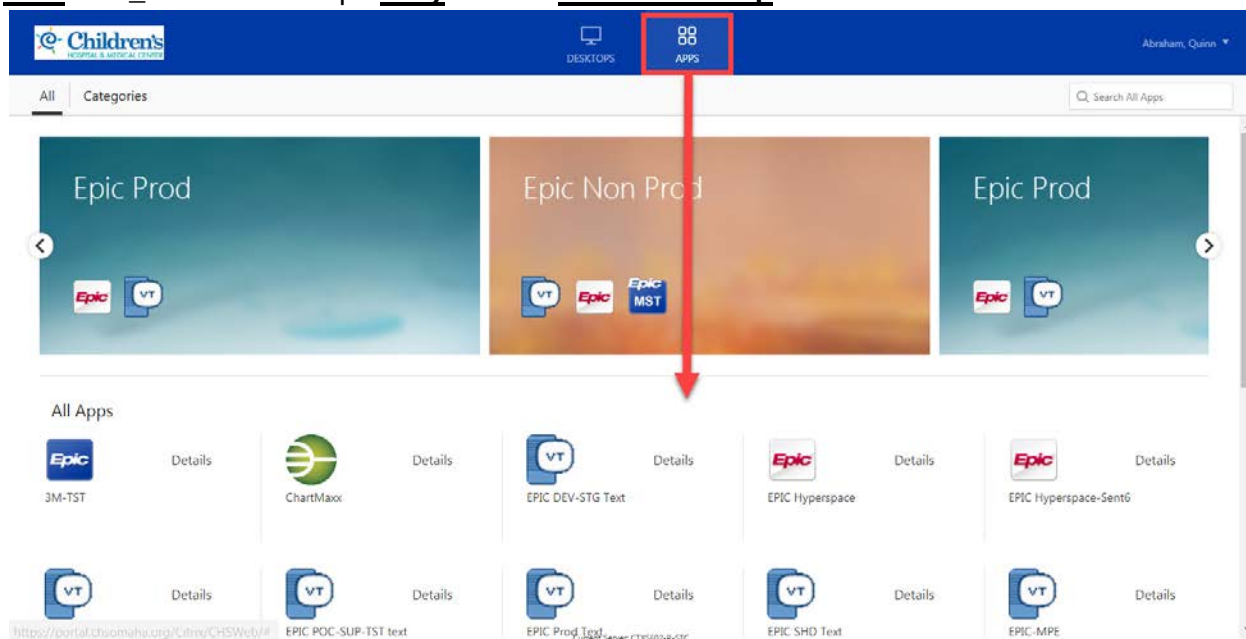 Children's
HOSPITAL & MEDICAL CENTER
DESKTOPS
APPS
Abraham, Quinn
All
Categories
Search All Apps
Epic Prod
Epic Non Prod
Epic Prod
Epic
VT
VT
Epic
Epic
MST
Epic
VT
All Apps
Epic
Details
3M-TST
Details
ChartMaxx
VT
Details
EPIC DEV-STG Text
Epic
Details
EPIC Hyperspace
Epic
Details
EPIC Hyperspace-Sent6
VT
Details
VT
Details
EPIC POC-SUP-TST text
VT
Details
EPIC Prod Text
VT
Details
EPIC SHD Text
VT
Details
EPIC-MPE
https://portal.chsomaha.org/Citrix/CHSWeb/#